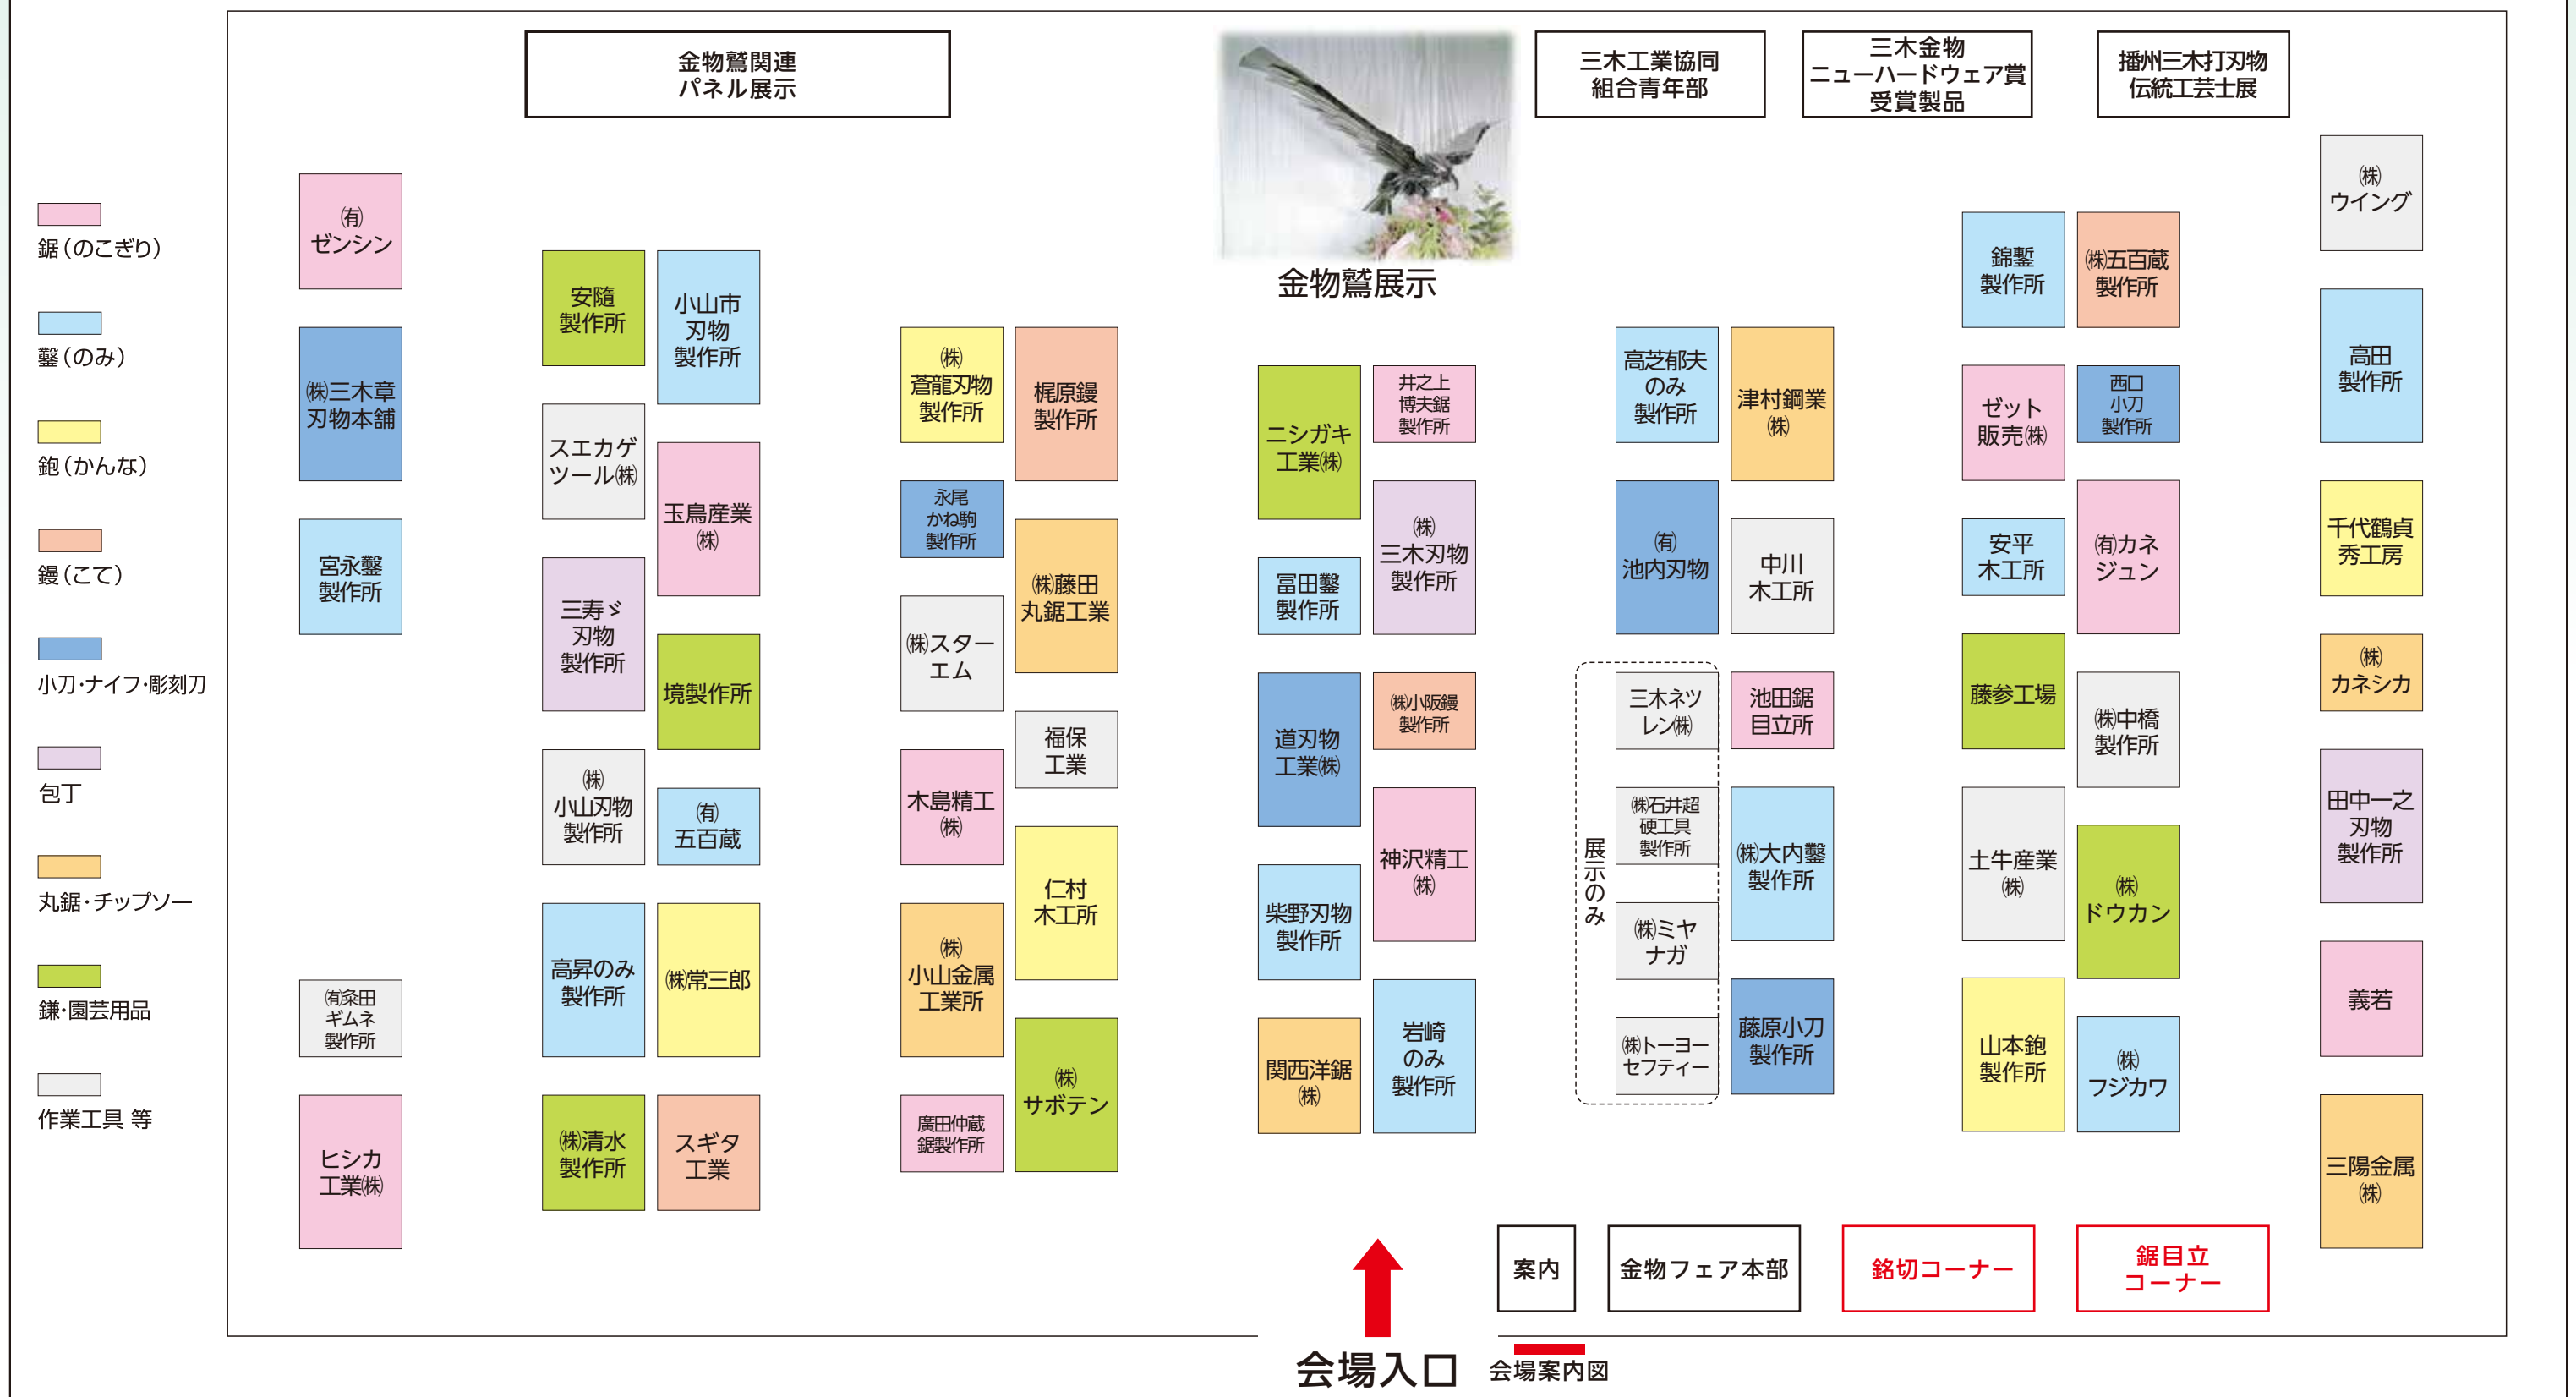 金物鷲関連
パネル展示
金物鷲展示
三木工業協同
組合青年部
三木金物
ニューハードウェア賞
受賞製品
播州三木打刃物
伝統工芸士展
鋸（のこぎり）
鑿（のみ）
鉋（かんな）
鏝（こて）
小刀・ナイフ・彫刻刀
包丁
丸鋸・チップソー
鎌・園芸用品
作業工具 等
㈲
ゼンシン
㈱三木章
刃物本舗
宮永鑿
製作所
㈲粂田
ギムネ
製作所
ヒシカ
工業㈱
安隨
製作所
スエカゲ
ツール㈱
三寿ゞ
刃物
製作所
㈱
小山刃物
製作所
高昇のみ
製作所
㈱清水
製作所
小山市
刃物
製作所
玉鳥産業
㈱
境製作所
㈲
五百蔵
㈱常三郎
スギタ
工業
㈱
蒼龍刃物
製作所
永尾
かね駒
製作所
㈱スター
エム
木島精工
㈱
㈱
小山金属
工業所
廣田仲蔵
鋸製作所
梶原鏝
製作所
㈱藤田
丸鋸工業
福保
工業
仁村
木工所
㈱
サボテン
ニシガキ
工業㈱
冨田鑿
製作所
道刃物
工業㈱
柴野刃物
製作所
関西洋鋸
㈱
井之上
博夫鋸
製作所
㈱
三木刃物
製作所
㈱小阪鏝
製作所
神沢精工
㈱
岩崎
のみ
製作所
高芝郁夫
のみ
製作所
㈲
池内刃物
展示のみ
三木ネツ
レン㈱
㈱石井超
硬工具
製作所
㈱ミヤ
ナガ
㈱トーヨー
セフティー
津村鋼業
㈱
中川
木工所
池田鋸
目立所
㈱大内鑿
製作所
藤原小刀
製作所
錦鏨
製作所
ゼット
販売㈱
安平
木工所
藤参工場
土牛産業
㈱
山本鉋
製作所
㈱五百蔵
製作所
西口
小刀
製作所
㈲カネ
ジュン
㈱中橋
製作所
㈱
ドウカン
㈱
フジカワ
㈱
ウイング
高田
製作所
千代鶴貞
秀工房
㈱
カネシカ
田中一之
刃物
製作所
義若
三陽金属
㈱
案内
金物フェア本部
銘切コーナー
鋸目立
コーナー
会場入口
会場案内図